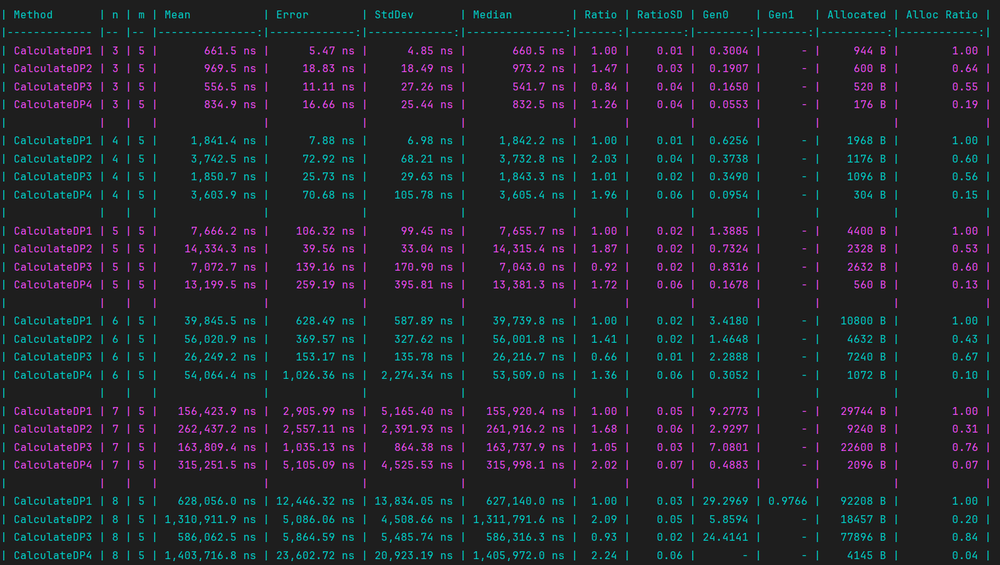 | Method | n | m | Mean | Error | StdDev | Median | Ratio | RatioSD | Gen0 | Gen1 | Allocated | Alloc Ratio |
|------------- |-- |-- |---------------:|-------------:|-------------:|---------------:|------:|--------:|--------:|-------:|----------:|------------:|
| CalculateDP1 | 3 | 5 | 661.5 ns | 5.47 ns | 4.85 ns | 660.5 ns | 1.00 | 0.01 | 0.3004 | - | 944 B | 1.00 |
| CalculateDP2 | 3 | 5 | 969.5 ns | 18.83 ns | 18.49 ns | 973.2 ns | 1.47 | 0.03 | 0.1907 | - | 600 B | 0.64 |
| CalculateDP3 | 3 | 5 | 556.5 ns | 11.11 ns | 27.26 ns | 541.7 ns | 0.84 | 0.04 | 0.1650 | - | 520 B | 0.55 |
| CalculateDP4 | 3 | 5 | 834.9 ns | 16.66 ns | 25.44 ns | 832.5 ns | 1.26 | 0.04 | 0.0553 | - | 176 B | 0.19 |
| | | | | | | | | | | | | |
| CalculateDP1 | 4 | 5 | 1,841.4 ns | 7.88 ns | 6.98 ns | 1,842.2 ns | 1.00 | 0.01 | 0.6256 | - | 1968 B | 1.00 |
| CalculateDP2 | 4 | 5 | 3,742.5 ns | 72.92 ns | 68.21 ns | 3,732.8 ns | 2.03 | 0.04 | 0.3738 | - | 1176 B | 0.60 |
| CalculateDP3 | 4 | 5 | 1,850.7 ns | 25.73 ns | 29.63 ns | 1,843.3 ns | 1.01 | 0.02 | 0.3490 | - | 1096 B | 0.56 |
| CalculateDP4 | 4 | 5 | 3,603.9 ns | 70.68 ns | 105.78 ns | 3,605.4 ns | 1.96 | 0.06 | 0.0954 | - | 304 B | 0.15 |
| | | | | | | | | | | | | |
| CalculateDP1 | 5 | 5 | 7,666.2 ns | 106.32 ns | 99.45 ns | 7,655.7 ns | 1.00 | 0.02 | 1.3885 | - | 4400 B | 1.00 |
| CalculateDP2 | 5 | 5 | 14,334.3 ns | 39.56 ns | 33.04 ns | 14,315.4 ns | 1.87 | 0.02 | 0.7324 | - | 2328 B | 0.53 |
| CalculateDP3 | 5 | 5 | 7,072.7 ns | 139.16 ns | 170.90 ns | 7,043.0 ns | 0.92 | 0.02 | 0.8316 | - | 2632 B | 0.60 |
| CalculateDP4 | 5 | 5 | 13,199.5 ns | 259.19 ns | 395.81 ns | 13,381.3 ns | 1.72 | 0.06 | 0.1678 | - | 560 B | 0.13 |
| | | | | | | | | | | | | |
| CalculateDP1 | 6 | 5 | 39,845.5 ns | 628.49 ns | 587.89 ns | 39,739.8 ns | 1.00 | 0.02 | 3.4180 | - | 10800 B | 1.00 |
| CalculateDP2 | 6 | 5 | 56,020.9 ns | 369.57 ns | 327.62 ns | 56,001.8 ns | 1.41 | 0.02 | 1.4648 | - | 4632 B | 0.43 |
| CalculateDP3 | 6 | 5 | 26,249.2 ns | 153.17 ns | 135.78 ns | 26,216.7 ns | 0.66 | 0.01 | 2.2888 | - | 7240 B | 0.67 |
| CalculateDP4 | 6 | 5 | 54,064.4 ns | 1,026.36 ns | 2,274.34 ns | 53,509.0 ns | 1.36 | 0.06 | 0.3052 | - | 1072 B | 0.10 |
| | | | | | | | | | | | | |
| CalculateDP1 | 7 | 5 | 156,423.9 ns | 2,905.99 ns | 5,165.40 ns | 155,920.4 ns | 1.00 | 0.05 | 9.2773 | - | 29744 B | 1.00 |
| CalculateDP2 | 7 | 5 | 262,437.2 ns | 2,557.11 ns | 2,391.93 ns | 261,916.2 ns | 1.68 | 0.06 | 2.9297 | - | 9240 B | 0.31 |
| CalculateDP3 | 7 | 5 | 163,809.4 ns | 1,035.13 ns | 864.38 ns | 163,737.9 ns | 1.05 | 0.03 | 7.0801 | - | 22600 B | 0.76 |
| CalculateDP4 | 7 | 5 | 315,251.5 ns | 5,105.09 ns | 4,525.53 ns | 315,998.1 ns | 2.02 | 0.07 | 0.4883 | - | 2096 B | 0.07 |
| | | | | | | | | | | | | |
| CalculateDP1 | 8 | 5 | 628,056.0 ns | 12,446.32 ns | 13,834.05 ns | 627,140.0 ns | 1.00 | 0.03 | 29.2969 | 0.9766 | 92208 B | 1.00 |
| CalculateDP2 | 8 | 5 | 1,310,911.9 ns | 5,086.06 ns | 4,508.66 ns | 1,311,791.6 ns | 2.09 | 0.05 | 5.8594 | - | 18457 B | 0.20 |
| CalculateDP3 | 8 | 5 | 586,062.5 ns | 5,864.59 ns | 5,485.74 ns | 586,316.3 ns | 0.93 | 0.02 | 24.4141 | - | 77896 B | 0.84 |
| CalculateDP4 | 8 | 5 | 1,403,716.8 ns | 23,602.72 ns | 20,923.19 ns | 1,405,972.0 ns | 2.24 | 0.06 | - | - | 4145 B | 0.04 |